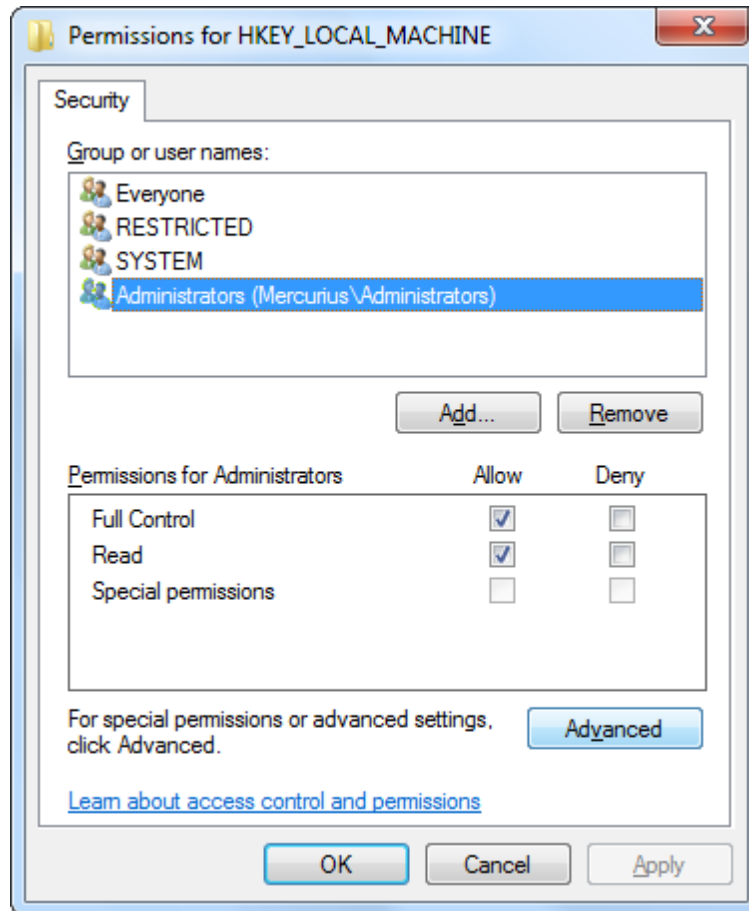 Permissions for HKEY_LOCAL_MACHINE
Security
Group or user names:
Everyone
RESTRICTED
SYSTEM
Administrators (Mercurius\Administrators)
Add... Remove
Permissions for Administrators Allow Deny
Full Control
Read
Special permissions
For special permissions or advanced settings,
click Advanced.
Advanced
Learn about access control and permissions
OK Cancel Apply